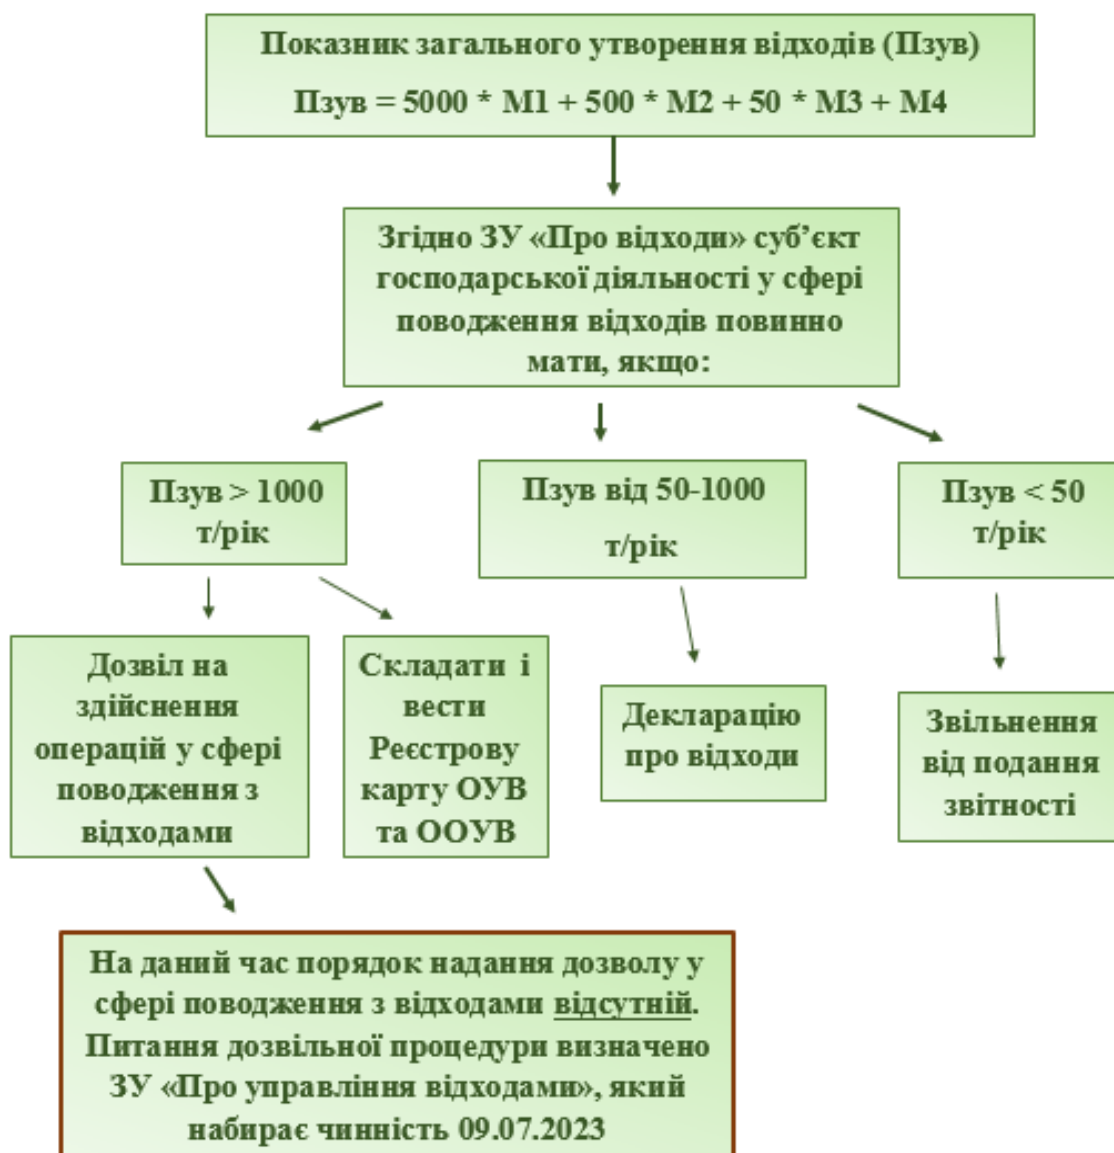 Показник загального утворення відходів (Пзув)
Пзув = 5000 * М1 + 500 * М2 + 50 * М3 + М4
Згідно ЗУ «Про відходи» суб’єкт
господарської діяльності у сфері
поводження відходів повинно
мати, якщо:
Пзув > 1000
т/рік
Пзув від 50-1000
т/рік
Пзув < 50
т/рік
Дозвіл на
здійснення
операцій у сфері
поводження з
відходами
Складати і
вести
Реєстрову
карту ОУВ
та ООУВ
Декларацію
про відходи
Звільнення
від подання
звітності
На даний час порядок надання дозволу у
сфері поводження з відходами відсутній.
Питання дозвільної процедури визначено
ЗУ «Про управління відходами», який
набирає чинність 09.07.2023